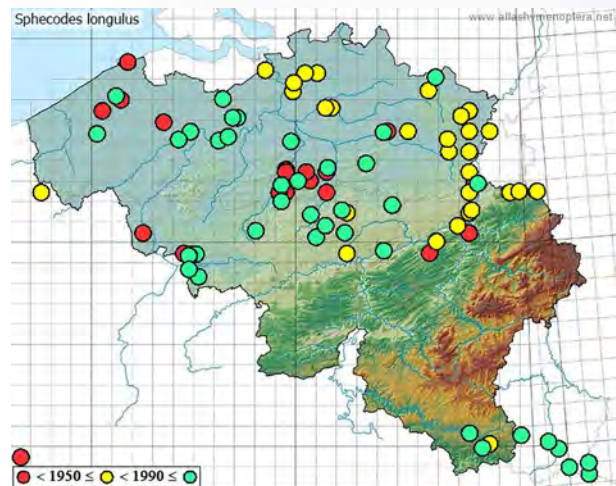 Sphecodes longulus
www.atlashymenoptera.net
< 1950 ≤ < 1990 ≤